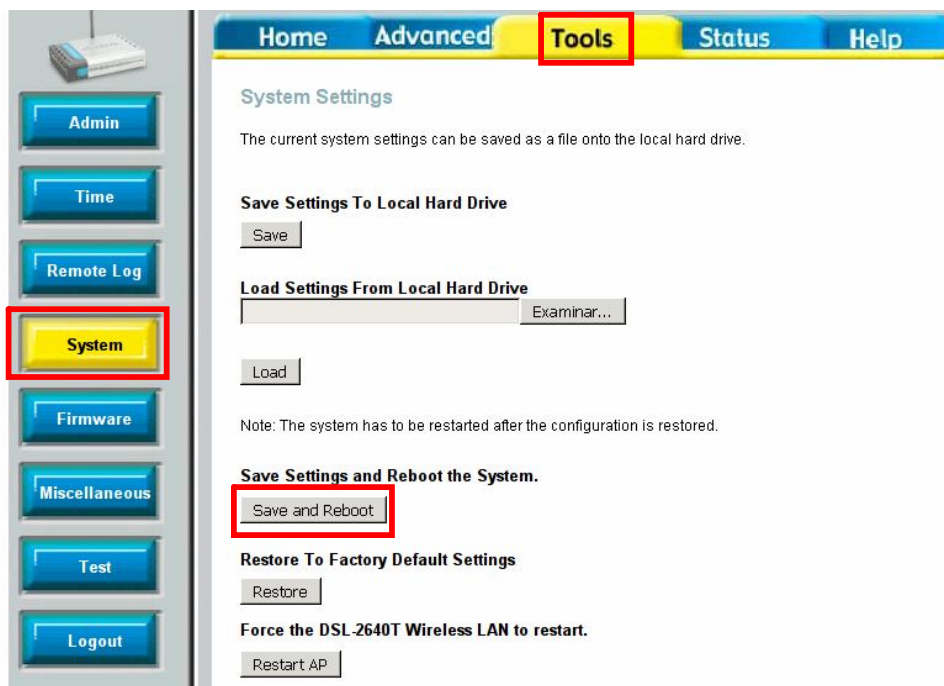 Home Advanced Tools Status Help
Admin
Time
Remote Log
System
Firmware
Miscellaneous
Test
Logout
System Settings
The current system settings can be saved as a file onto the local hard drive.
Save Settings To Local Hard Drive
Save
Load Settings From Local Hard Drive
Examinar...
Load
Note: The system has to be restarted after the configuration is restored.
Save Settings and Reboot the System.
Save and Reboot
Restore To Factory Default Settings
Restore
Force the DSL-2640T Wireless LAN to restart.
Restart AP